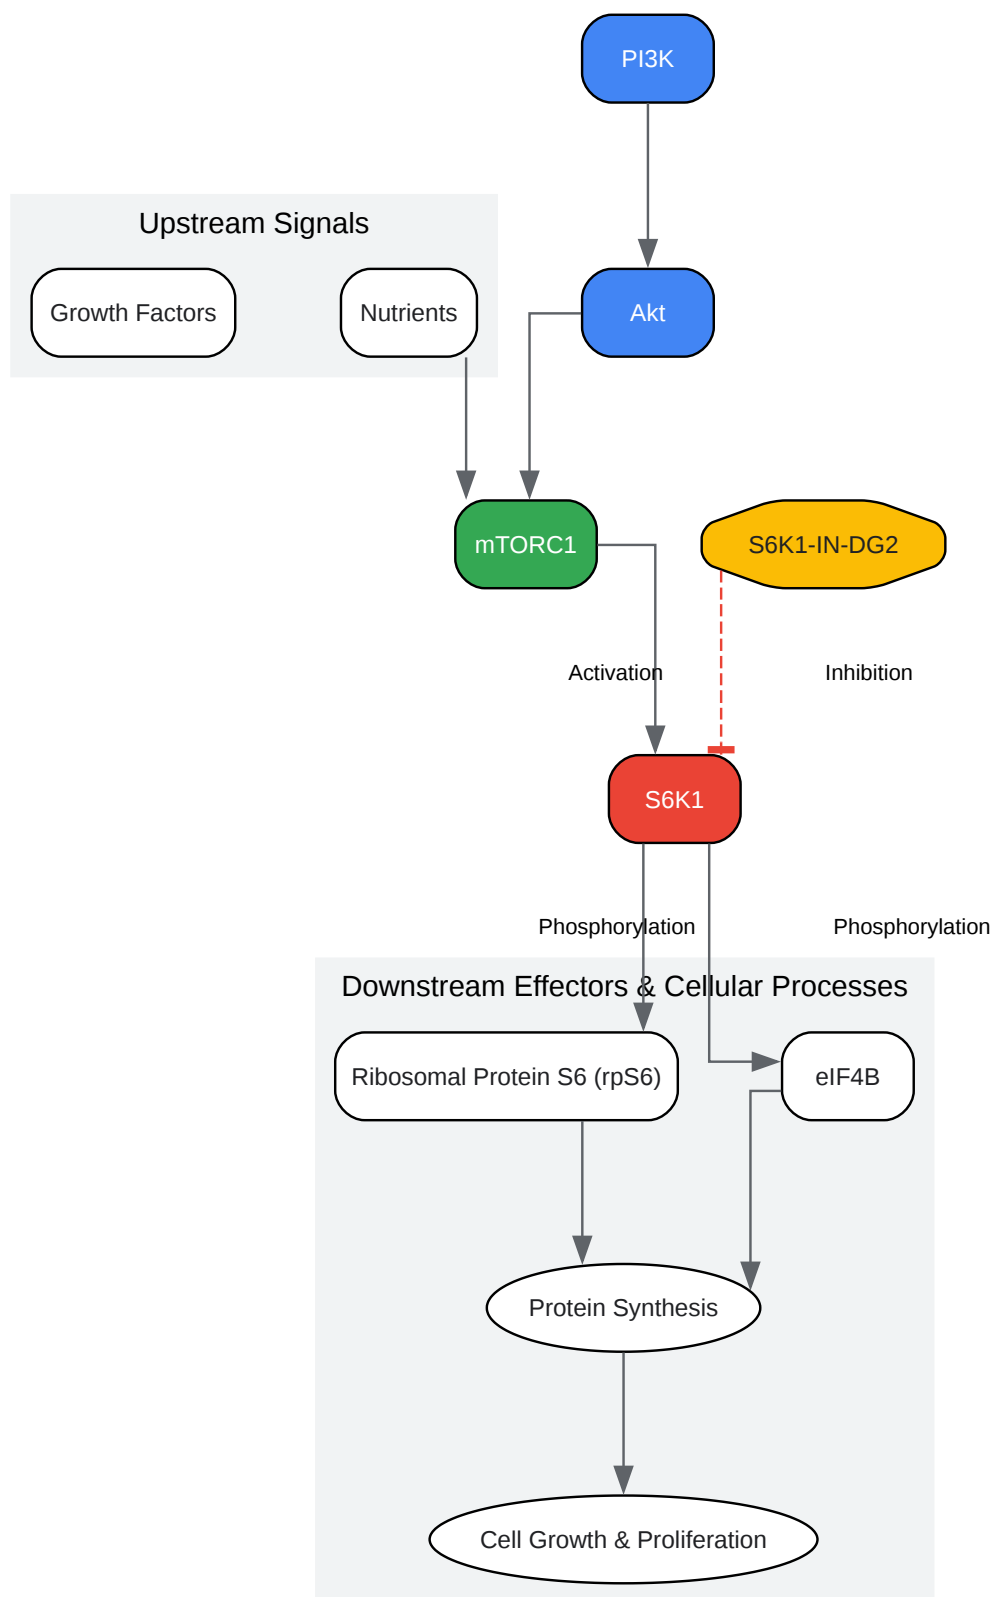 PI3K
Upstream Signals
Growth Factors
Nutrients
Akt
mTORC1
S6K1-IN-DG2
Activation
Inhibition
S6K1
Phosphorylation
Phosphorylation
Downstream Effectors & Cellular Processes
Ribosomal Protein S6 (rpS6)
eIF4B
Protein Synthesis
Cell Growth & Proliferation